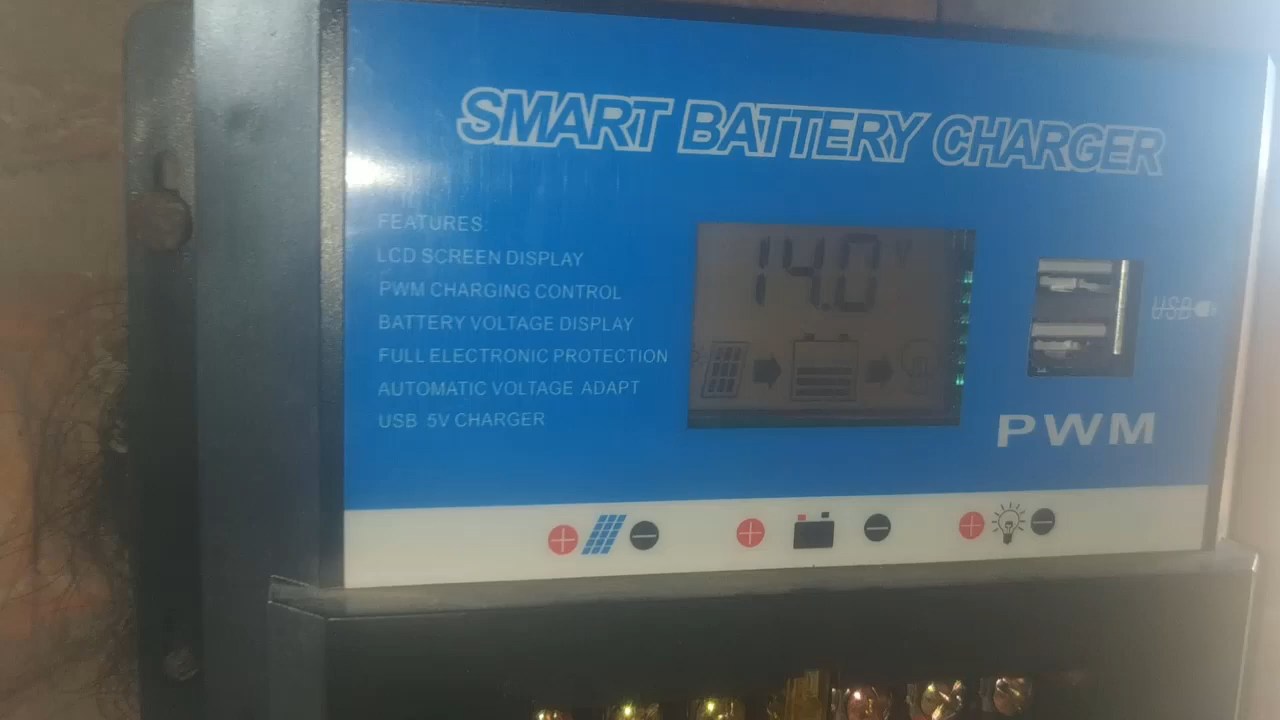 SMART BATTERY CHARGER
FEATURES:
LCD SCREEN DISPLAY
PWM CHARGING CONTROL
BATTERY VOLTAGE DISPLAY
FULL ELECTRONIC PROTECTION
AUTOMATIC VOLTAGE ADAPT
USB 5V CHARGER
14.0V
USB
PWM